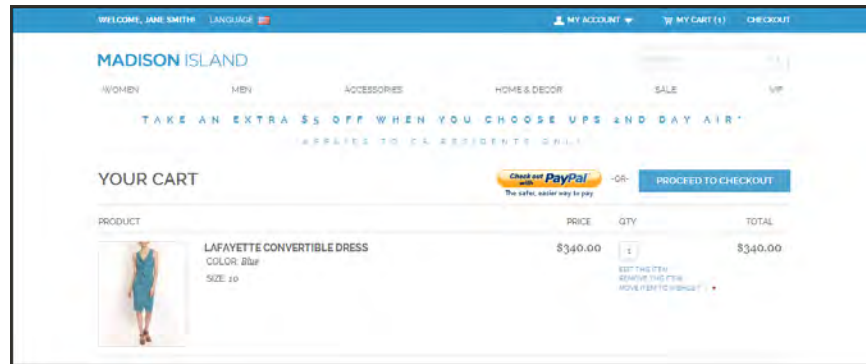 WELCOME, JANE SMITH! LANGUAGE MY ACCOUNT MY CART (1) CHECKOUT
MADISON ISLAND
WOMEN MEN ACCESSORIES HOME & DECOR SALE VIP
TAKE AN EXTRA $5 OFF WHEN YOU CHOOSE UPS 2ND DAY AIR*
APPLIES TO CA RESIDENTS ONLY
YOUR CART Check out with PayPal -OR- PROCEED TO CHECKOUT
The safer, easier way to pay
PRODUCT PRICE QTY TOTAL
LAFAYETTE CONVERTIBLE DRESS $340.00 1 $340.00
COLOR: Blue
SIZE: 10
EDIT THIS ITEM
REMOVE THIS ITEM
MOVE ITEM TO WISHLIST